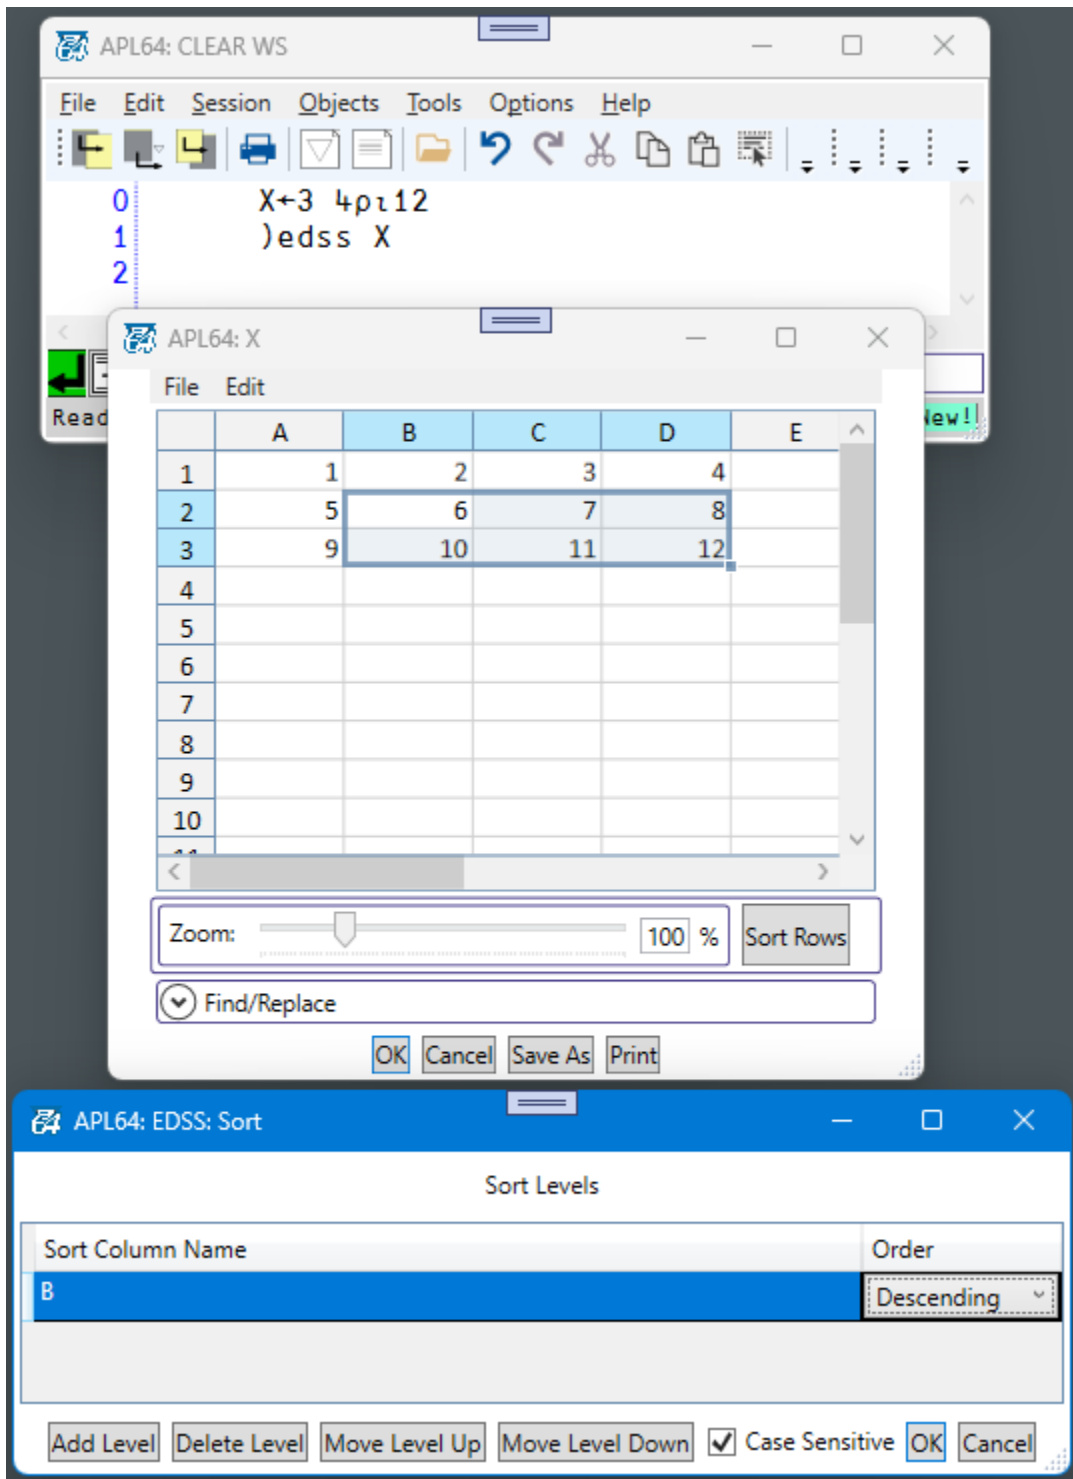 APL64: CLEAR WS
File Edit Session Objects Tools Options Help
0 X←3 4⍴⍳12
1 )edss X
2
Read
New!
APL64: X
File Edit
A B C D E
1 1 2 3 4
2 5 6 7 8
3 9 10 11 12
4
5
6
7
8
9
10
11
Zoom: 100 % Sort Rows
Find/Replace
OK Cancel Save As Print
APL64: EDSS: Sort
Sort Levels
Sort Column Name Order
B Descending
Add Level Delete Level Move Level Up Move Level Down Case Sensitive OK Cancel